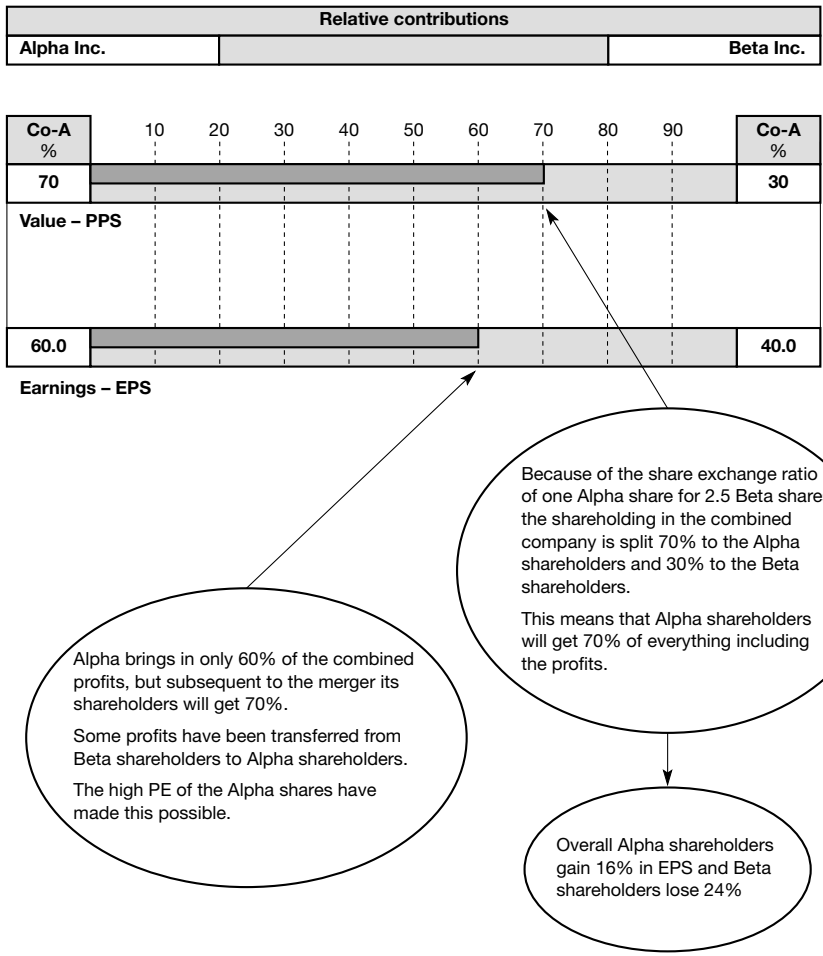 Relative contributions
Alpha Inc.
Beta Inc.
Co-A
%
10 20 30 40 50 60 70 80 90
Co-A
%
70
30
Value – PPS
60.0
40.0
Earnings – EPS
Because of the share exchange ratio
of one Alpha share for 2.5 Beta share
the shareholding in the combined
company is split 70% to the Alpha
shareholders and 30% to the Beta
shareholders.
This means that Alpha shareholders
will get 70% of everything including
the profits.
Alpha brings in only 60% of the combined
profits, but subsequent to the merger its
shareholders will get 70%.
Some profits have been transferred from
Beta shareholders to Alpha shareholders.
The high PE of the Alpha shares have
made this possible.
Overall Alpha shareholders
gain 16% in EPS and Beta
shareholders lose 24%